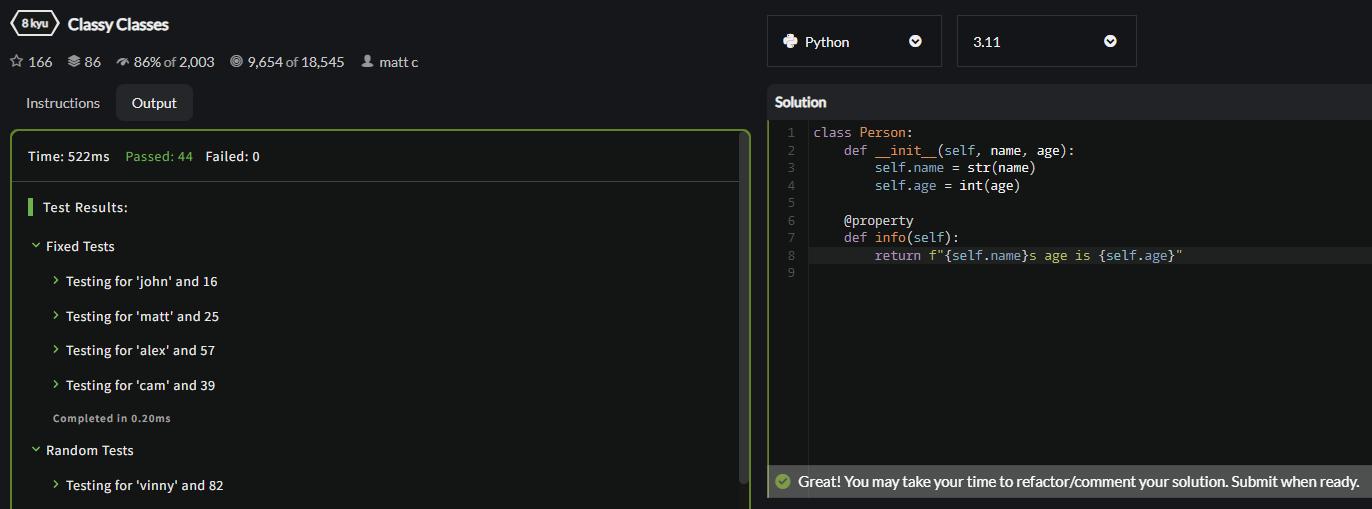 8 kyu Classy Classes
166 86 86% of 2,003 9,654 of 18,545 matt c
Instructions Output
Time: 522ms Passed: 44 Failed: 0
Test Results:
Fixed Tests
Testing for 'john' and 16
Testing for 'matt' and 25
Testing for 'alex' and 57
Testing for 'cam' and 39
Completed in 0.20ms
Random Tests
Testing for 'vinny' and 82
Python 3.11
Solution
1 class Person:
2     def __init__(self, name, age):
3         self.name = str(name)
4         self.age = int(age)
5
6     @property
7     def info(self):
8         return f"{self.name}s age is {self.age}"
9
Great! You may take your time to refactor/comment your solution. Submit when ready.